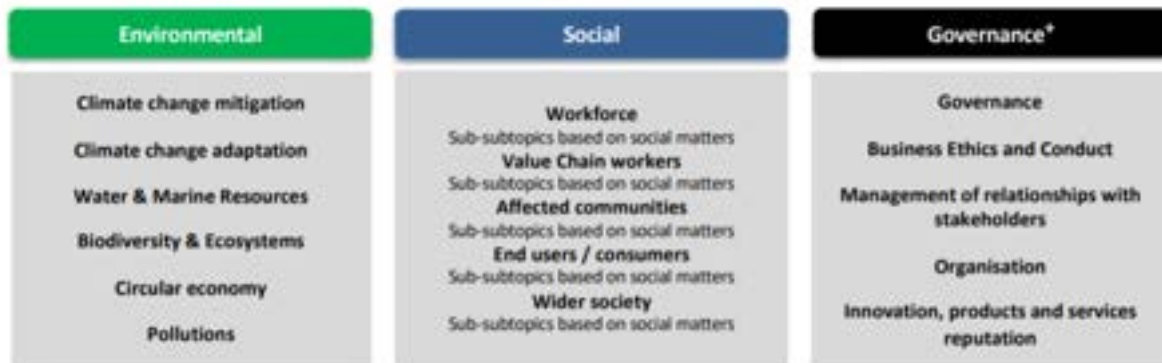 Environmental
Climate change mitigation
Climate change adaptation
Water & Marine Resources
Biodiversity & Ecosystems
Circular economy
Pollutions
Social
Workforce
Sub-subtopics based on social matters
Value Chain workers
Sub-subtopics based on social matters
Affected communities
Sub-subtopics based on social matters
End users / consumers
Sub-subtopics based on social matters
Wider society
Sub-subtopics based on social matters
Governance+
Governance
Business Ethics and Conduct
Management of relationships with
stakeholders
Organisation
Innovation, products and services
reputation